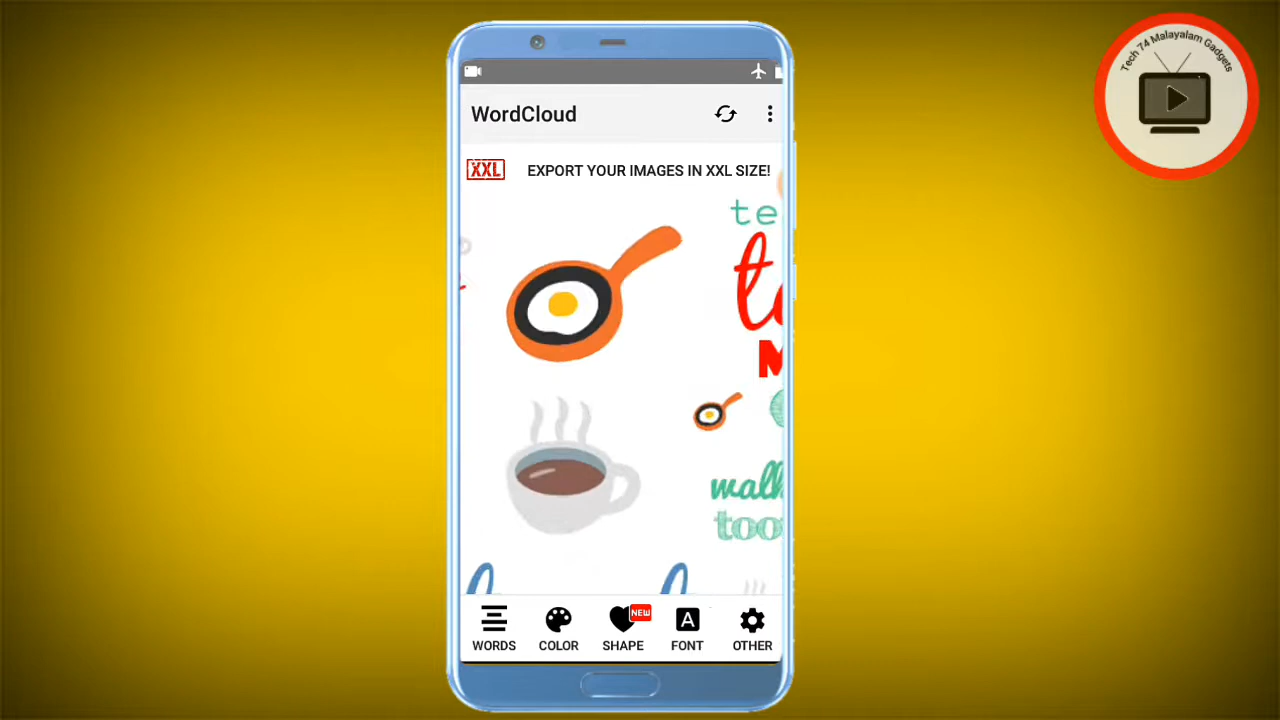 Tech 74 Malayalam Gadgets
WordCloud
XXL EXPORT YOUR IMAGES IN XXL SIZE!
te
M
walk
too
NEW
WORDS COLOR SHAPE FONT OTHER